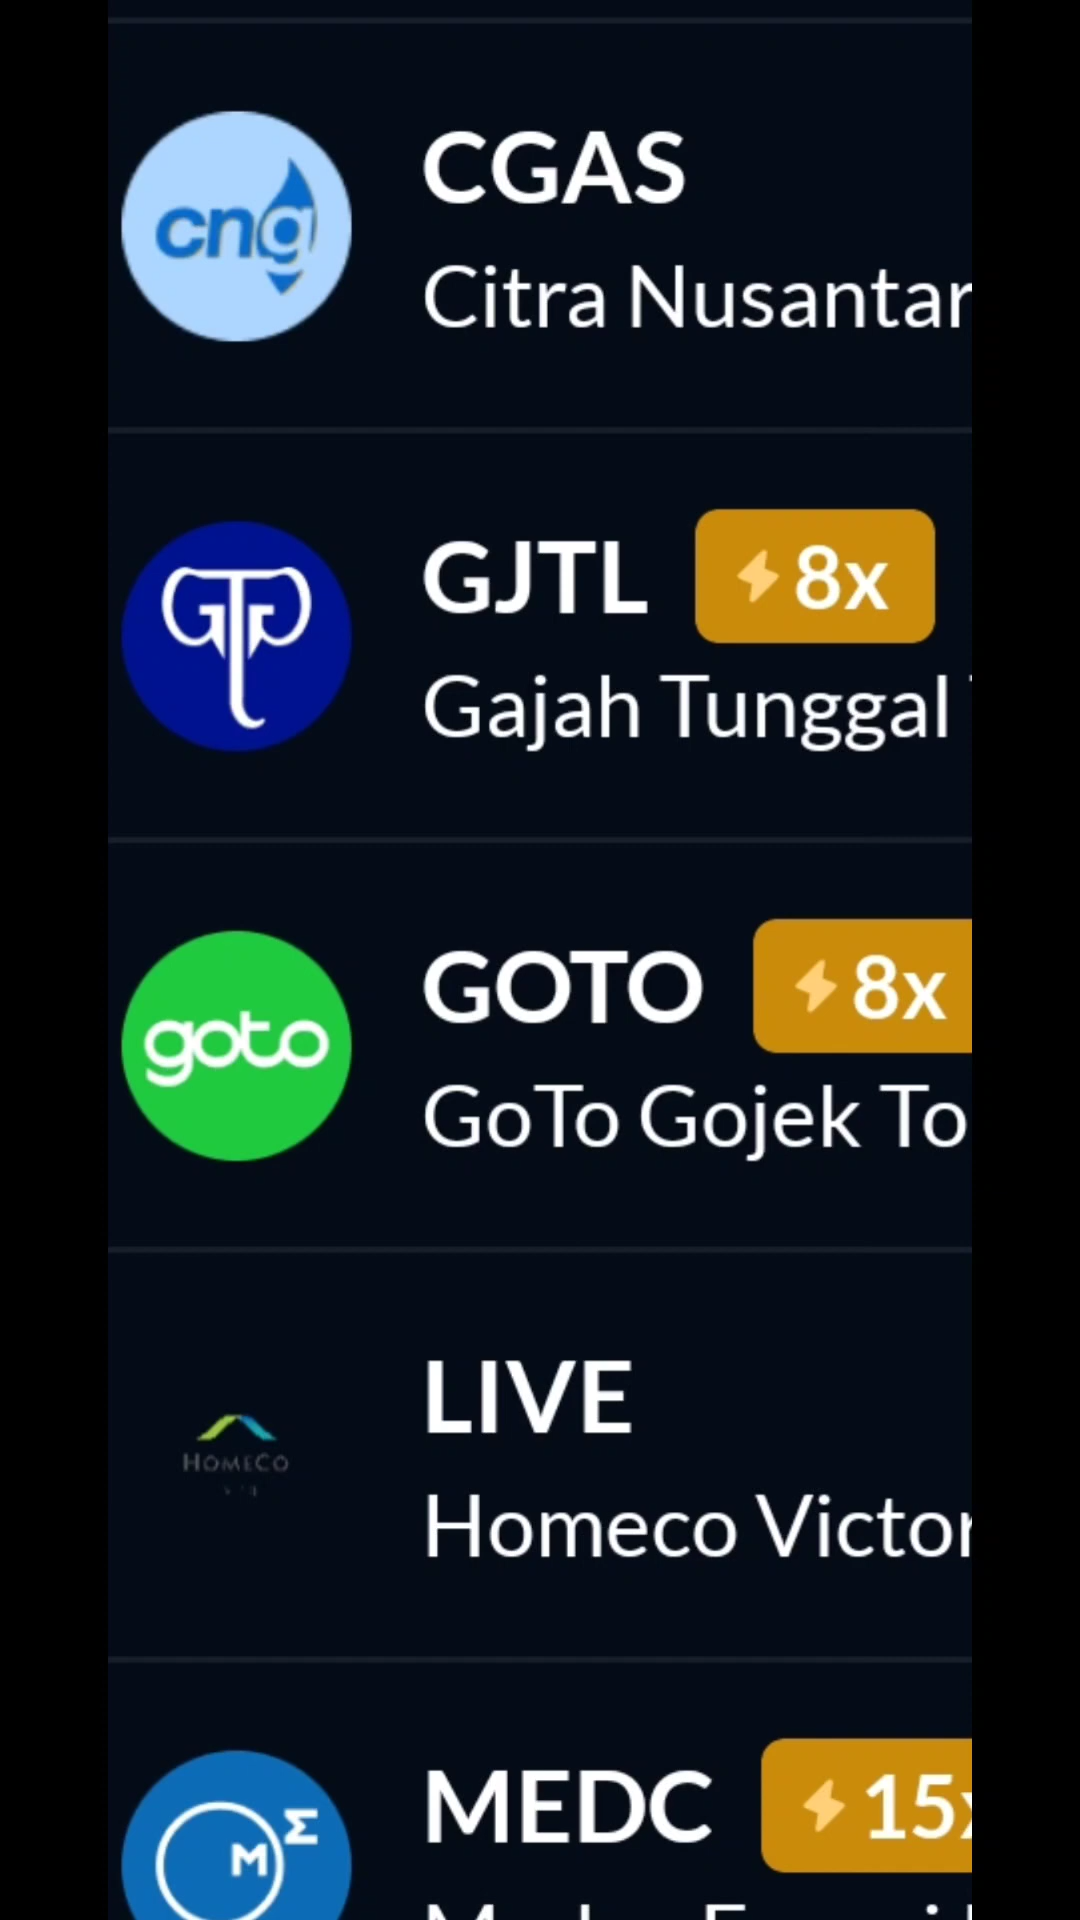 cng
CGAS
Citra Nusantar
GJTL
8x
Gajah Tunggal
goto
GOTO
8x
GoTo Gojek To
HOMECO
LIVE
Homeco Victor
M Σ
MEDC
15x